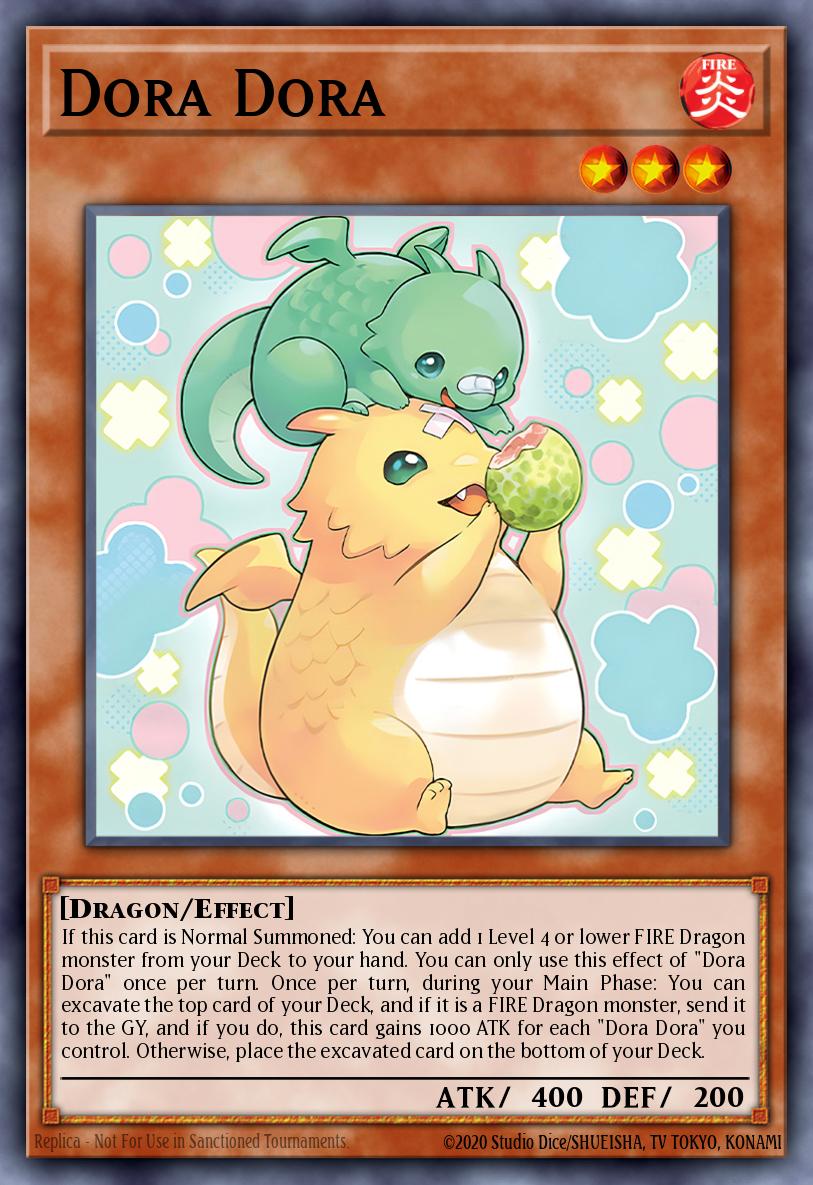 Dora Dora
FIRE
炎
[Dragon/Effect]
If this card is Normal Summoned: You can add 1 Level 4 or lower FIRE Dragon
monster from your Deck to your hand. You can only use this effect of "Dora
Dora" once per turn. Once per turn, during your Main Phase: You can
excavate the top card of your Deck, and if it is a FIRE Dragon monster, send it
to the GY, and if you do, this card gains 1000 ATK for each "Dora Dora" you
control. Otherwise, place the excavated card on the bottom of your Deck.
ATK/ 400 DEF/ 200
Replica - Not For Use in Sanctioned Tournaments.
©2020 Studio Dice/SHUEISHA, TV TOKYO, KONAMI